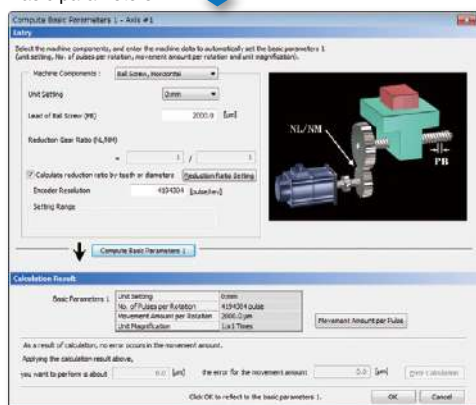 Compute Basic Parameters 1 - Axis #1
Entry
Select the machine components, and enter the machine data to automatically set the basic parameters 1
(unit setting, No. of pulses per rotation, movement amount per rotation and unit magnification).
Machine Components : Ball Screw, Horizontal
Unit Setting 0:mm
Lead of Ball Screw (PB) 2000.0 [μm]
Reduction Gear Ratio (NL/NM)
= 1 / 1
Calculate reduction ratio by teeth or diameters Reduction Ratio Setting
Encoder Resolution 4194304 [pulse/rev]
Setting Range
NL/NM
PB
Compute Basic Parameters 1
Calculation Result
Basic Parameters 1
Unit Setting 0:mm
No. of Pulses per Rotation 4194304 pulse
Movement Amount per Rotation 2000.0 μm
Unit Magnification 1:x1 Times
Movement Amount per Pulse
As a result of calculation, no error occurs in the movement amount.
Applying the calculation result above,
you want to perform is about 0.0 [μm] the error for the movement amount 0.0 [μm] Error Calculation
Click OK to reflect to the basic parameters 1. OK Cancel